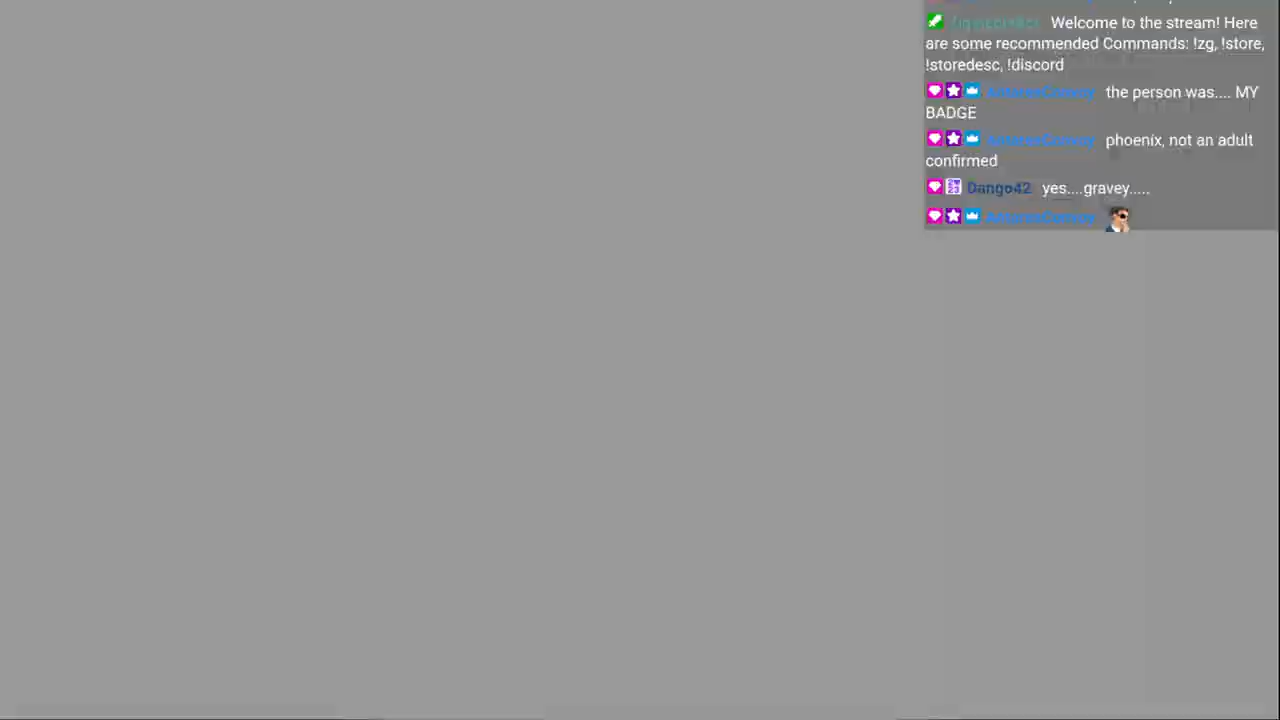 Welcome to the stream! Here
are some recommended Commands: !zg, !store,
!storedesc, !discord
the person was.... MY
BADGE
phoenix, not an adult
confirmed
Dango42 yes....gravey.....